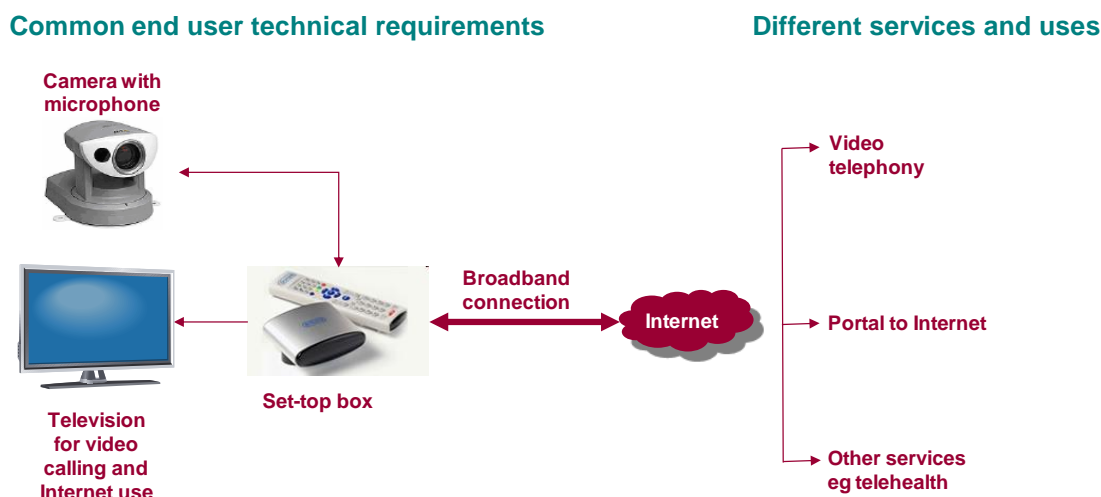 Common end user technical requirements
Different services and uses
Camera with
microphone
Video
telephony
Broadband
connection
Internet
Portal to Internet
Set-top box
Television
for video
calling and
Internet use
Other services
eg telehealth